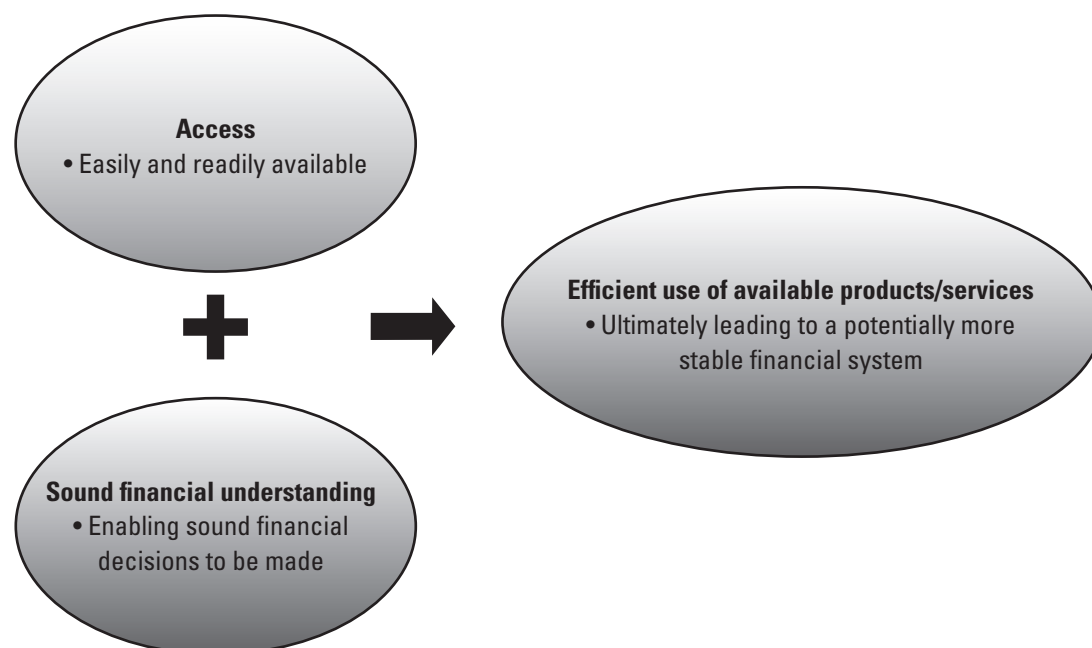 Access
• Easily and readily available
Efficient use of available products/services
• Ultimately leading to a potentially more
stable financial system
Sound financial understanding
• Enabling sound financial
decisions to be made